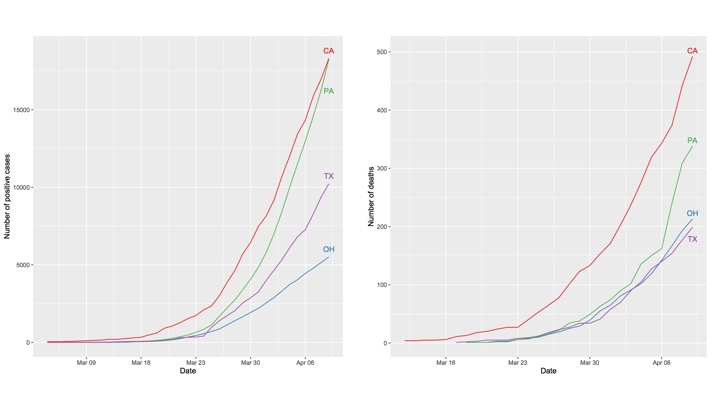 CA
PA
TX
OH
15000
10000
5000
0
Number of positive cases
Mar 09 Mar 16 Mar 23 Mar 30 Apr 06
Date
CA
PA
OH
TX
500
400
300
200
100
0
Number of deaths
Mar 16 Mar 23 Mar 30 Apr 06
Date